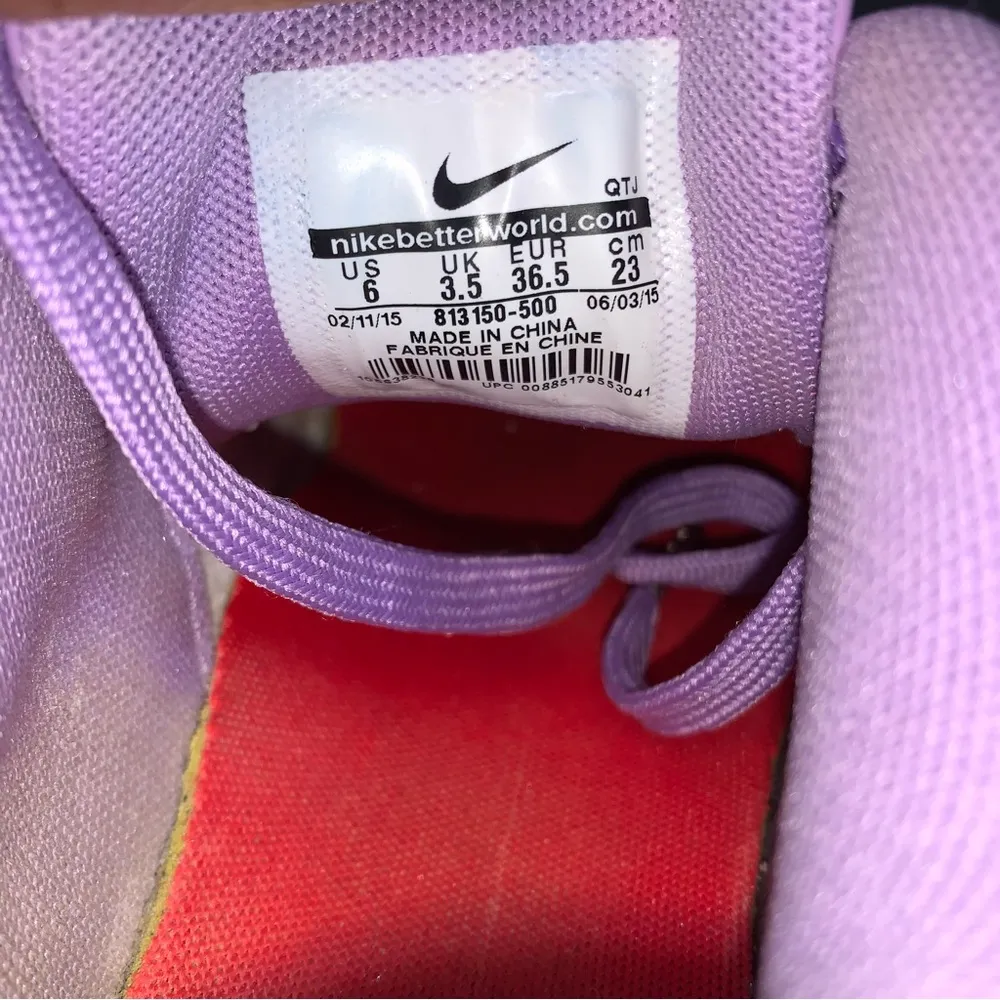 QTJ
nikebetterworld.com
US UK EUR cm
6 3.5 36.5 23
02/11/15 813150-500 06/03/15
MADE IN CHINA
FABRIQUE EN CHINE
UPC 00885179553041